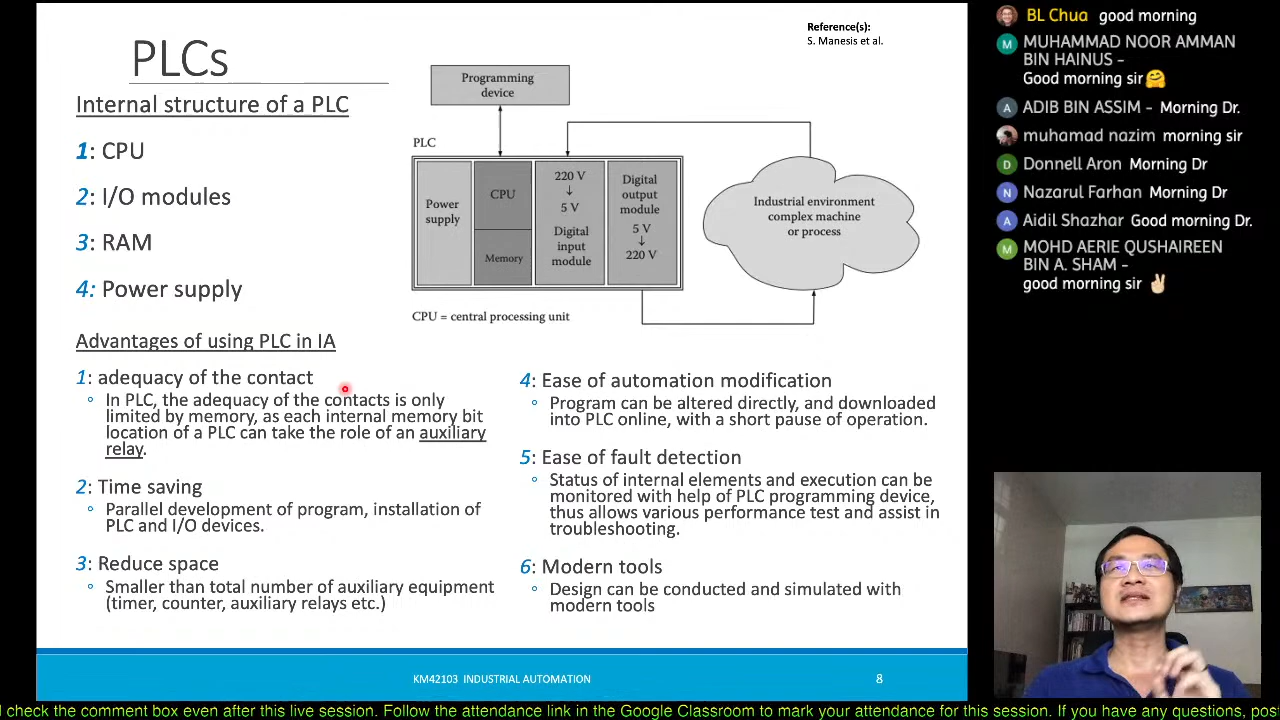 Reference(s):
S. Manesis et al.
PLCs
Internal structure of a PLC
1: CPU
2: I/O modules
3: RAM
4: Power supply
Programming
device
PLC
Power
supply
CPU
Memory
220 V
↓
5 V
Digital
input
module
Digital
output
module
5 V
↓
220 V
Industrial environment
complex machine
or process
CPU = central processing unit
Advantages of using PLC in IA
1: adequacy of the contact
In PLC, the adequacy of the contacts is only
limited by memory, as each internal memory bit
location of a PLC can take the role of an auxiliary
relay.
2: Time saving
Parallel development of program, installation of
PLC and I/O devices.
3: Reduce space
Smaller than total number of auxiliary equipment
(timer, counter, auxiliary relays etc.)
4: Ease of automation modification
Program can be altered directly, and downloaded
into PLC online, with a short pause of operation.
5: Ease of fault detection
Status of internal elements and execution can be
monitored with help of PLC programming device,
thus allows various performance test and assist in
troubleshooting.
6: Modern tools
Design can be conducted and simulated with
modern tools
KM42103 INDUSTRIAL AUTOMATION
8
BL Chua good morning
M
MUHAMMAD NOOR AMMAN
BIN HAINUS -
Good morning sir🤗
A ADIB BIN ASSIM - Morning Dr.
muhamad nazim morning sir
D Donnell Aron Morning Dr
N Nazarul Farhan Morning Dr
A Aidil Shazhar Good morning Dr.
M MOHD AERIE QUSHAIREEN
BIN A. SHAM -
good morning sir ✌🏻
check the comment box even after this live session. Follow the attendance link in the Google Classroom to mark your attendance for this session. If you have any questions, pos